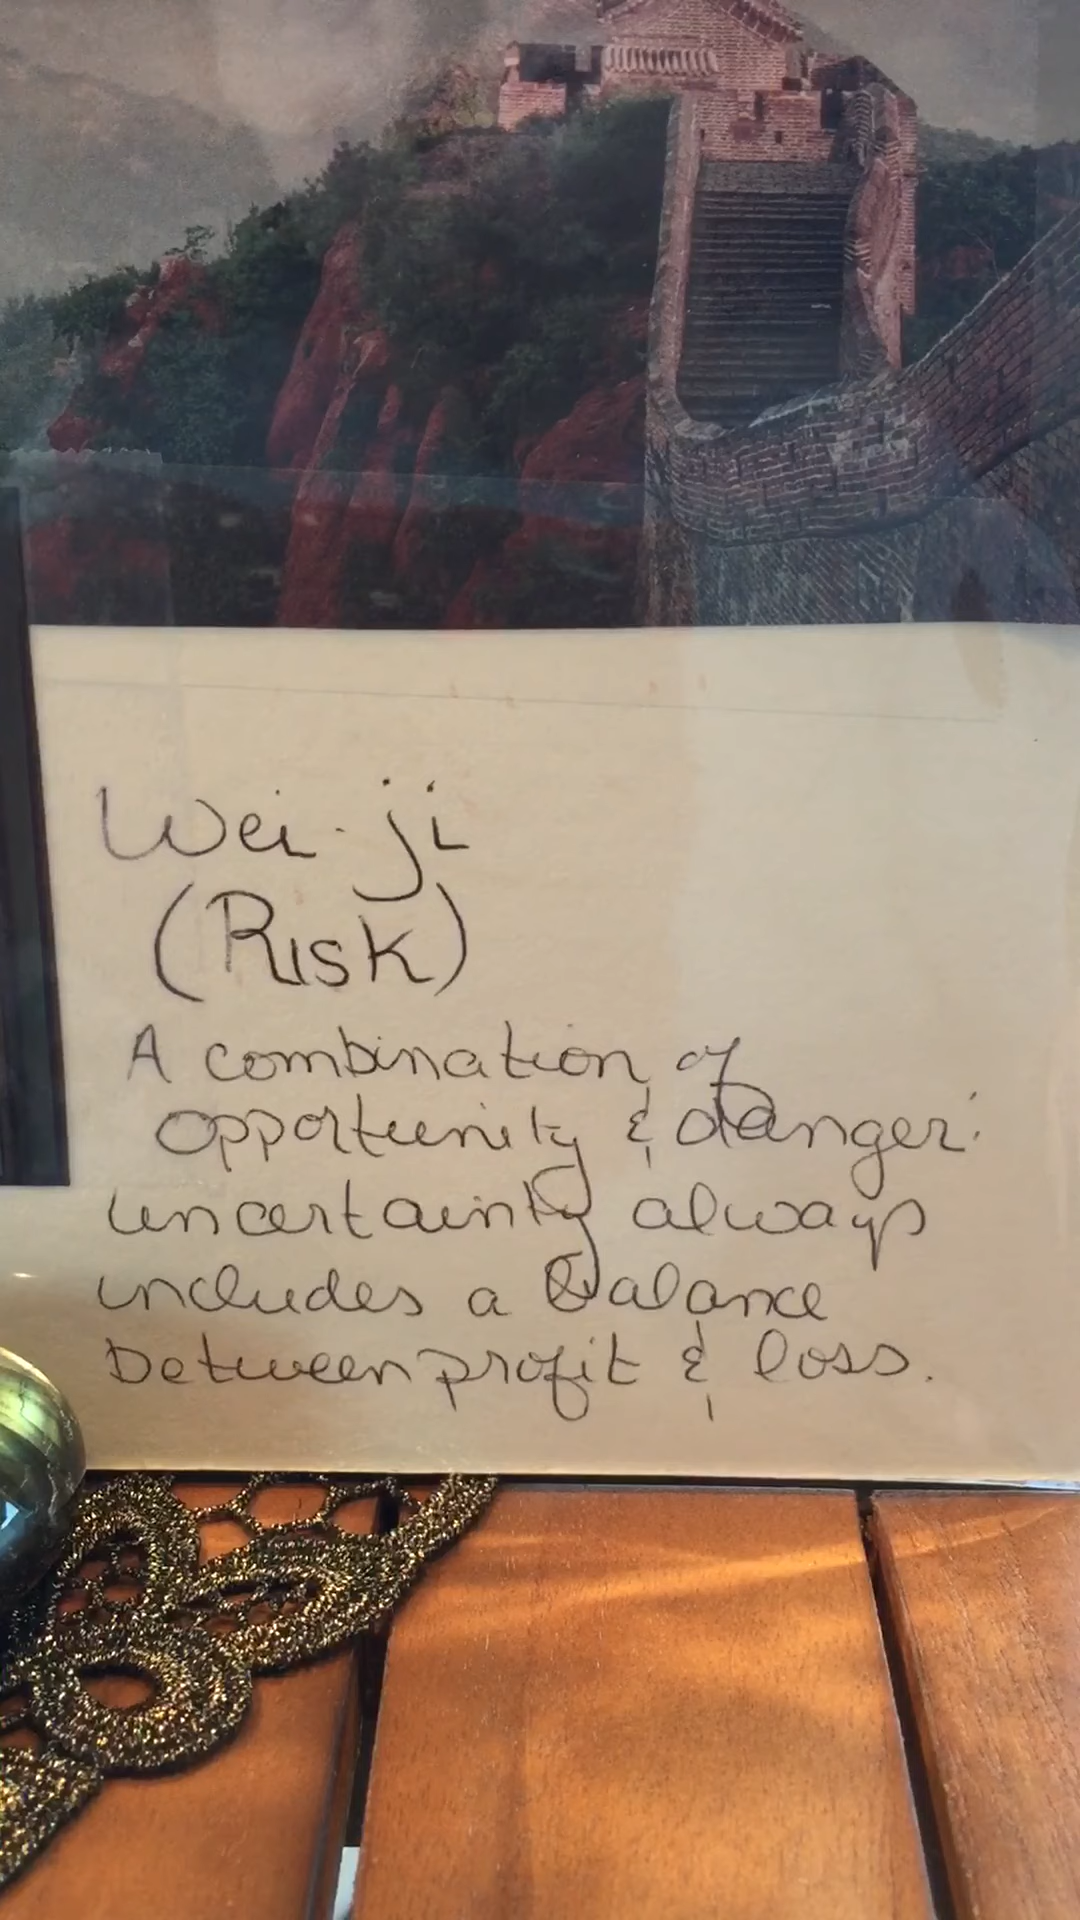 Wei-ji
(Risk)
A combination of
opportunity & danger:
uncertainty always
includes a balance
between profit & loss.